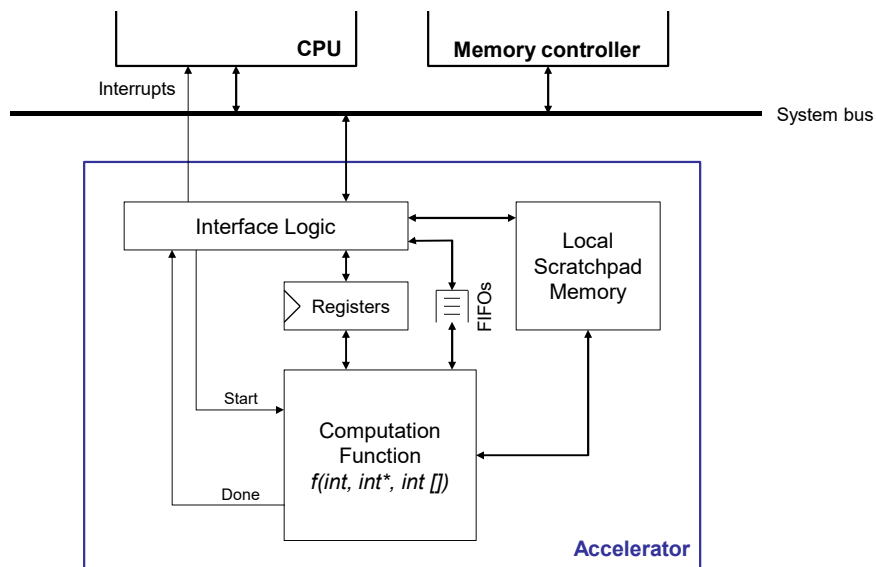 CPU
Memory controller
Interrupts
System bus
Interface Logic
Local
Scratchpad
Memory
Registers
FIFOs
Start
Computation
Function
f(int, int*, int [])
Done
Accelerator